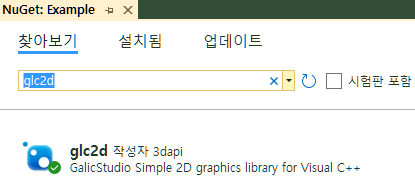 NuGet: Example
찾아보기 설치됨 업데이트
glc2d
시험판 포함
glc2d 작성자 3dapi
GalicStudio Simple 2D graphics library for Visual C++